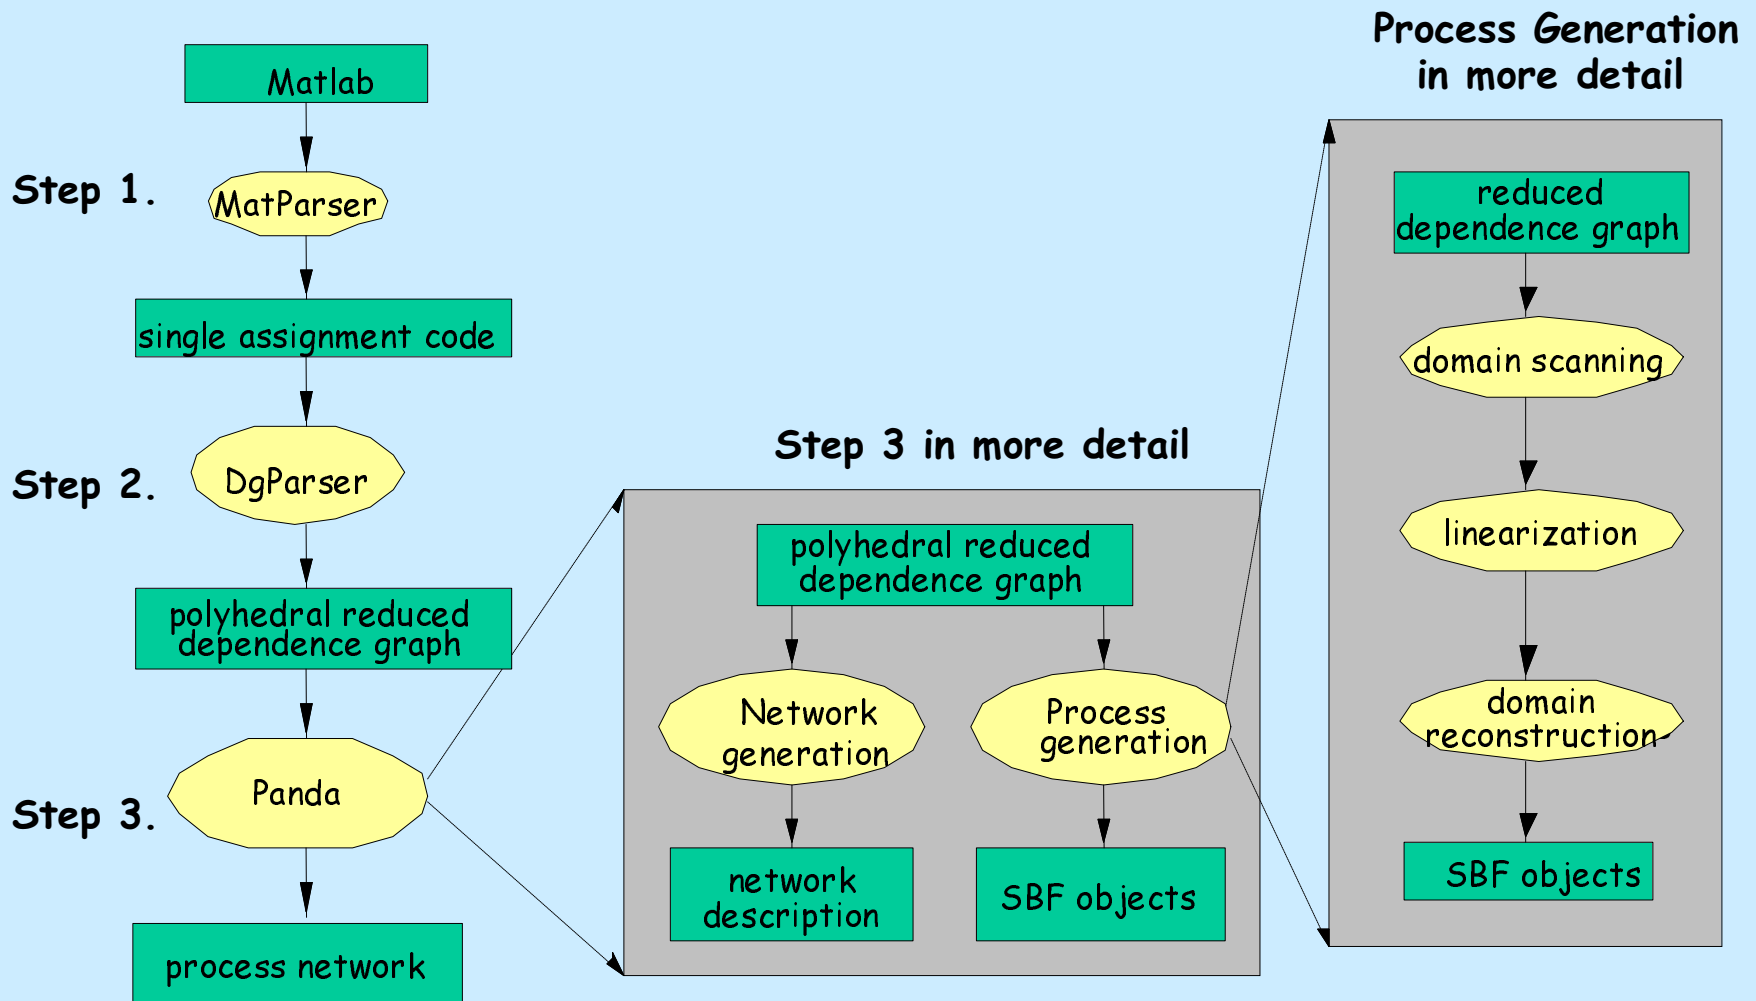 Matlab
Step 1.
MatParser
single assignment code
Step 2.
DgParser
polyhedral reduced
dependence graph
Step 3.
Panda
process network
Step 3 in more detail
polyhedral reduced
dependence graph
Network
generation
Process
generation
network
description
SBF objects
Process Generation
in more detail
reduced
dependence graph
domain scanning
linearization
domain
reconstruction
SBF objects